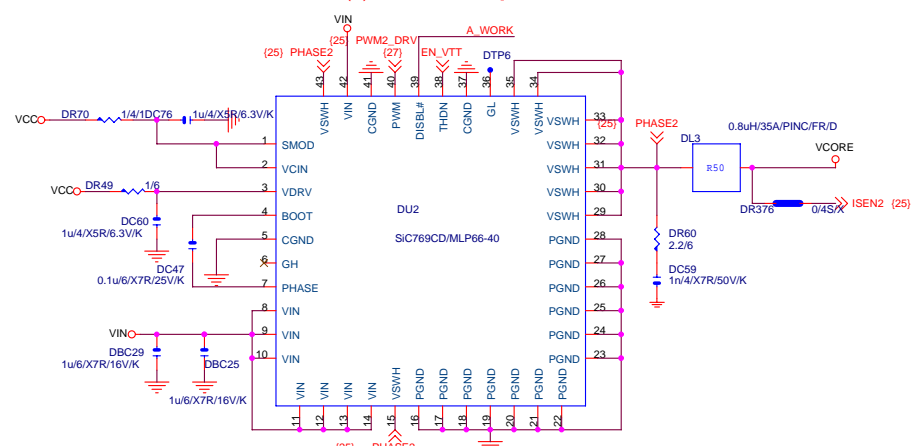 VIN
A_WORK
{25} PWM2_DRV
{25} PHASE2
{27}
EN_VTT
DTP6
43
42
41
40
39
38
37
36
35
34
VSWH
VIN
CGND
PWM
DISBL#
THDN
CGND
GL
VSWH
VSWH
VCC
DR70
1/4/1
DC76
1u/4/X5R/6.3V/K
1
SMOD
2
VCIN
VCC
DR49
1/6
3
VDRV
DC60
1u/4/X5R/6.3V/K
4
BOOT
5
CGND
6
GH
DC47
0.1u/6/X7R/25V/K
7
PHASE
8
VIN
VIN
9
VIN
10
VIN
DBC29
1u/6/X7R/16V/K
DBC25
1u/6/X7R/16V/K
DU2
SiC769CD/MLP66-40
VSWH
33
{25}
VSWH
32
VSWH
31
VSWH
30
VSWH
29
PGND
28
PGND
27
PGND
26
PGND
25
PGND
24
PGND
23
PHASE2
DL3
0.8uH/35A/PINC/FR/D
R50
VCORE
DR376
0/4S/X
ISEN2 {25}
DR60
2.2/6
DC59
1n/4/X7R/50V/K
VIN
VIN
VIN
VIN
VSWH
PGND
PGND
PGND
PGND
PGND
PGND
PGND
11
12
13
14
15
16
17
18
19
20
21
22
{25} PHASE2